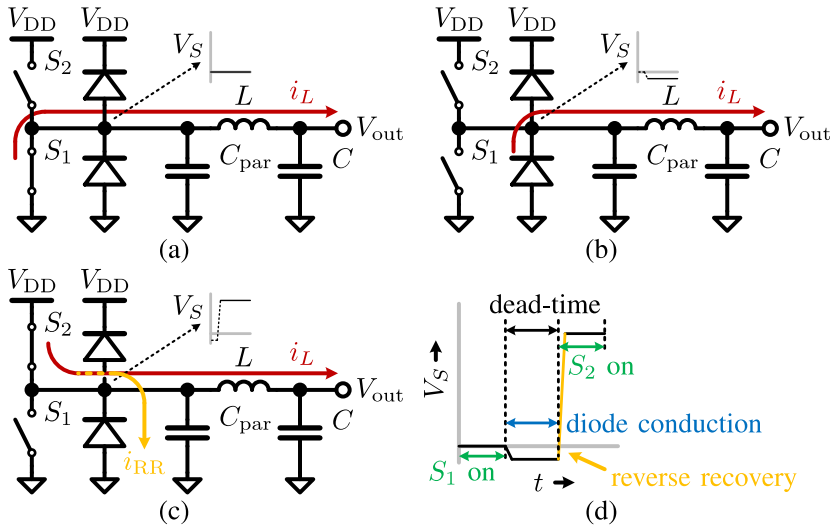 V_DD V_DD
S_2
V_S
L
i_L
V_out
S_1
C_par
C
(a)
V_DD V_DD
S_2
V_S
L
i_L
V_out
S_1
C_par
C
(b)
V_DD V_DD
S_2
V_S
L
i_L
V_out
S_1
C_par
C
i_RR
(c)
dead-time
V_S
S_2 on
diode conduction
S_1 on
reverse recovery
t
(d)